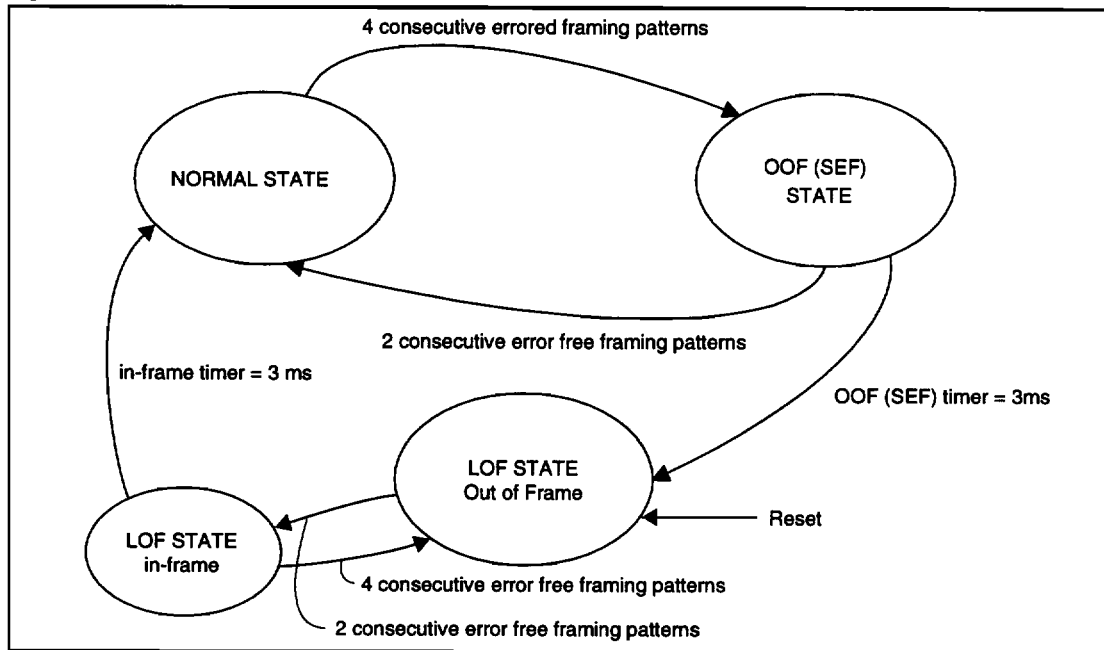 4 consecutive errored framing patterns
NORMAL STATE
OOF (SEF)
STATE
2 consecutive error free framing patterns
in-frame timer = 3 ms
OOF (SEF) timer = 3ms
LOF STATE
Out of Frame
Reset
LOF STATE
in-frame
4 consecutive error free framing patterns
2 consecutive error free framing patterns